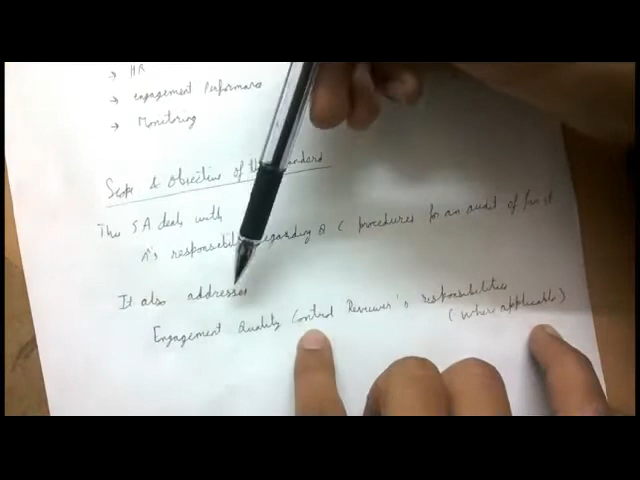 → HR
→ Engagement Performance
→ Monitoring
Scope & Objective of the Standard
This SA deals with
A's responsibility regarding Q C procedures for an audit of fin st
It also addresses
Engagement Quality Control Reviewer's responsibilities
(where applicable)